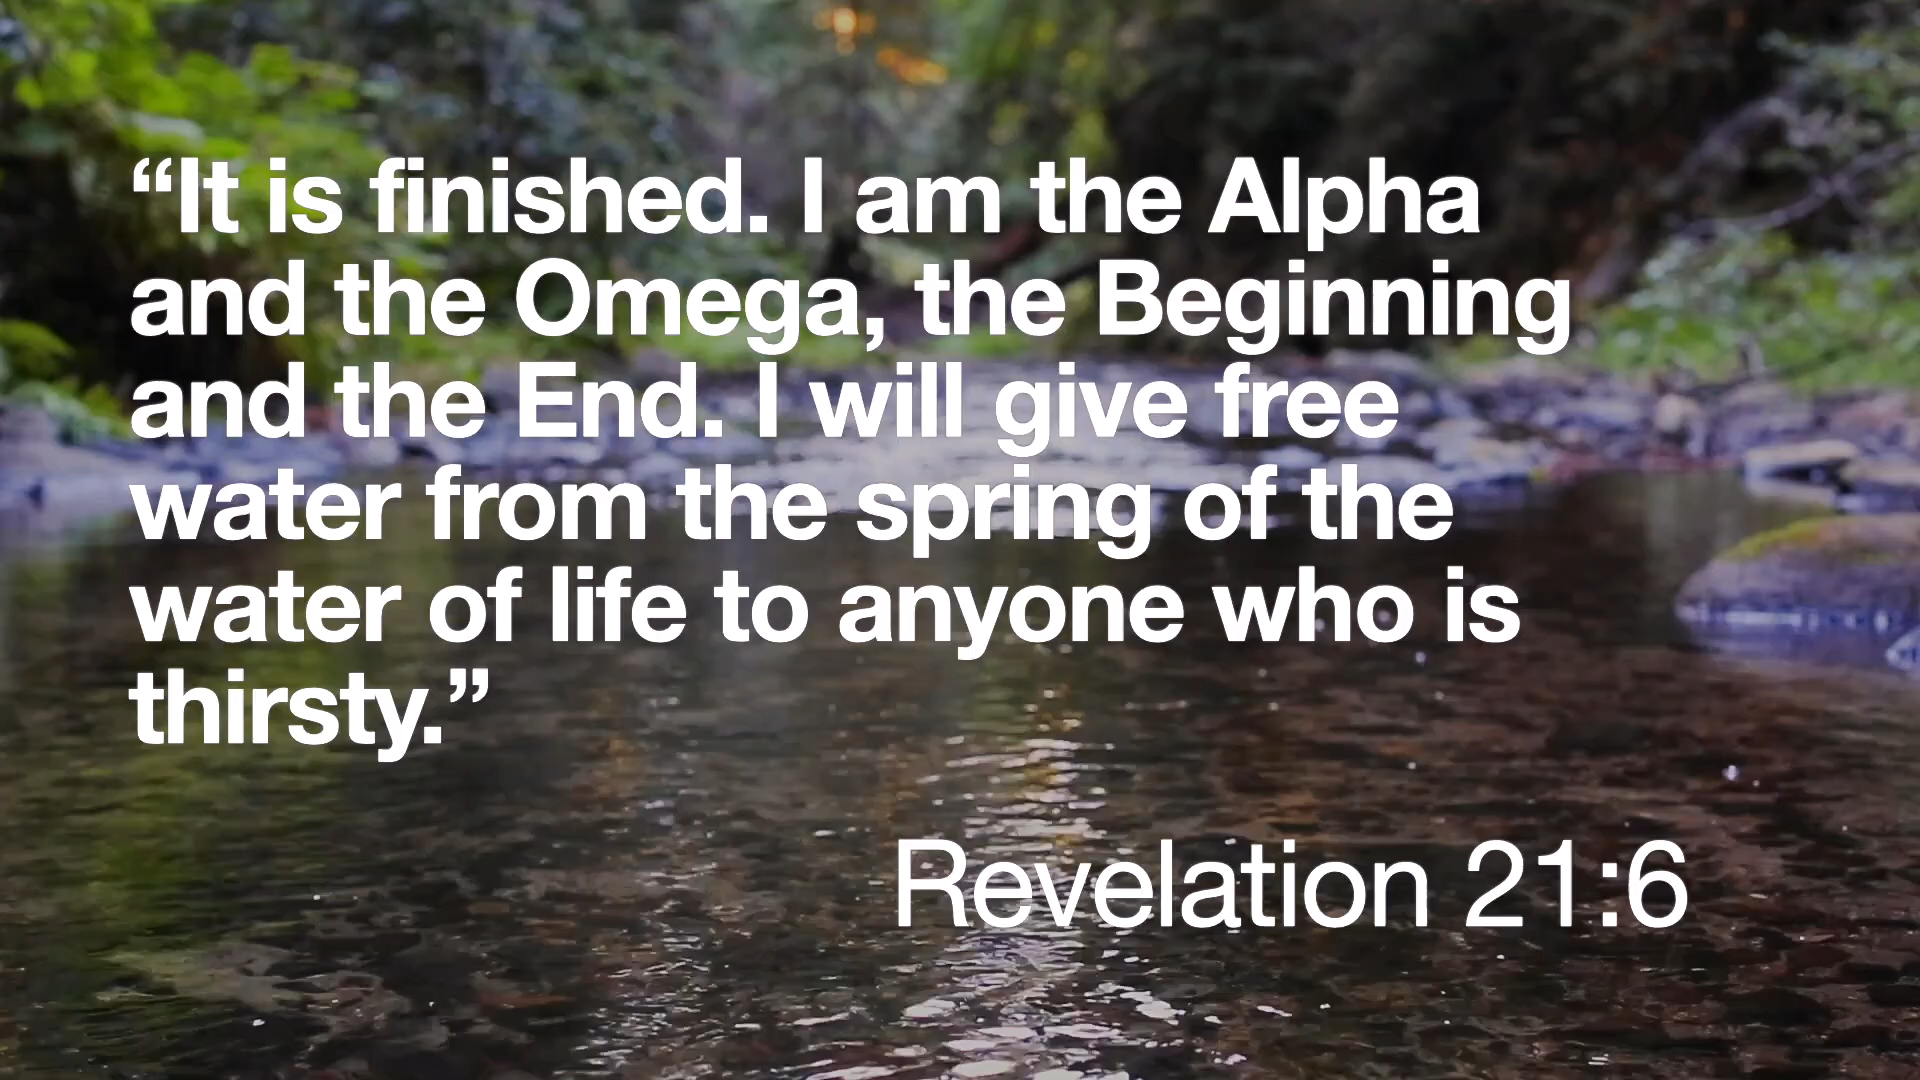 “It is finished. I am the Alpha
and the Omega, the Beginning
and the End. I will give free
water from the spring of the
water of life to anyone who is
thirsty.”
Revelation 21:6